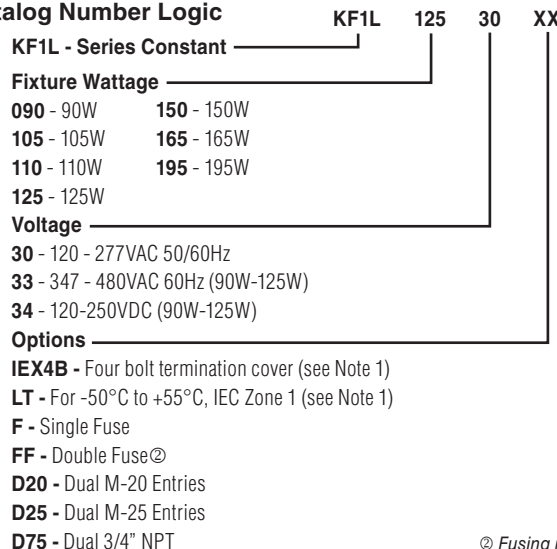 talog Number Logic
KF1L 125 30 XX
KF1L - Series Constant
Fixture Wattage
090 - 90W 150 - 150W
105 - 105W 165 - 165W
110 - 110W 195 - 195W
125 - 125W
Voltage
30 - 120 - 277VAC 50/60Hz
33 - 347 - 480VAC 60Hz (90W-125W)
34 - 120-250VDC (90W-125W)
Options
IEX4B - Four bolt termination cover (see Note 1)
LT - For -50°C to +55°C, IEC Zone 1 (see Note 1)
F - Single Fuse
FF - Double Fuse②
D20 - Dual M-20 Entries
D25 - Dual M-25 Entries
D75 - Dual 3/4" NPT
② Fusing